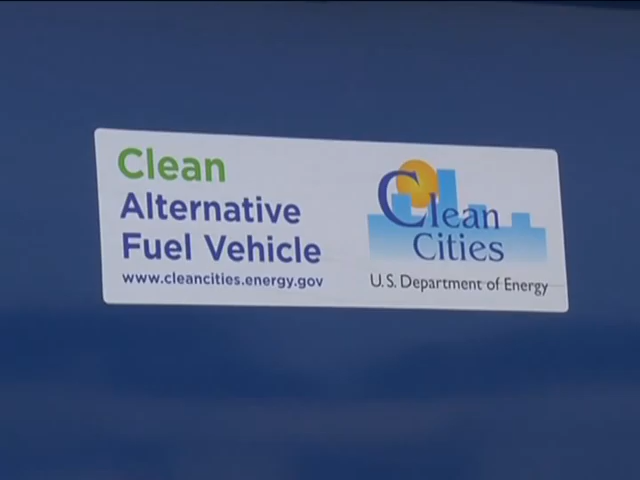 Clean
Alternative
Fuel Vehicle
www.cleancities.energy.gov
Clean
Cities
U.S. Department of Energy